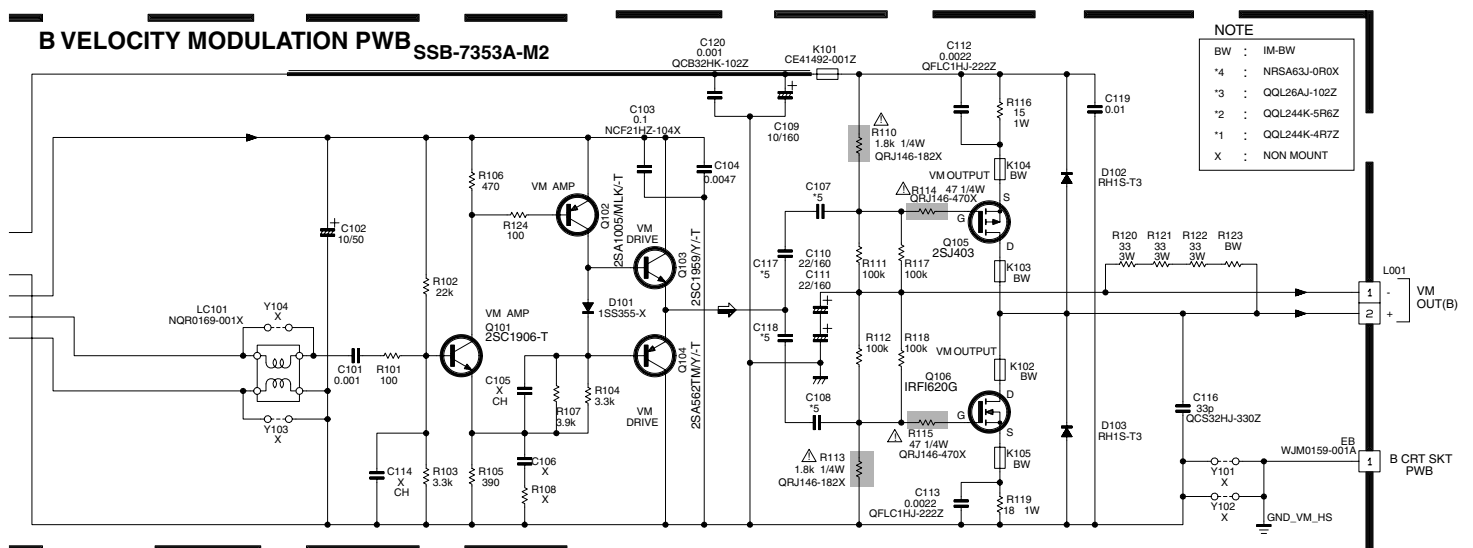 B VELOCITY MODULATION PWB SSB-7353A-M2
NOTE
BW : IM-BW
*4 : NRSA63J-0R0X
*3 : QQL26AJ-102Z
*2 : QQL244K-5R6Z
*1 : QQL244K-4R7Z
X : NON MOUNT
C120
0.001
QCB32HK-102Z
K101
CE41492-001Z
C112
0.0022
QFLC1HJ-222Z
C103
0.1
NCF21HZ-104X
C109
10/160
R110
1.8k 1/4W
QRJ146-182X
R116
15
1W
C119
0.01
C104
0.0047
R106
470
VM AMP
Q102
2SA1005/MLK/-T
R124
100
C102
10/50
VM
DRIVE
Q103
2SC1959/Y/-T
C107
*5
VM OUTPUT
K104
BW
R114 47 1/4W
QRJ146-470X
S
G
D
Q105
2SJ403
D102
RH1S-T3
C117
*5
C110
22/160
C111
22/160
R111
100k
R117
100k
K103
BW
R120
33
3W
R121
33
3W
R122
33
3W
R123
BW
L001
1 -
2 +
VM
OUT(B)
R102
22k
LC101
NQR0169-001X
Y104
X
D101
1SS355-X
VM AMP
Q101
2SC1906-T
C118
*5
R112
100k
R118
100k
VM OUTPUT
K102
BW
Q106
IRFI620G
C101
0.001
R101
100
C105
X
CH
R107
3.9k
R104
3.3k
Q104
2SA562TM/Y/-T
VM
DRIVE
C108
*5
D
G
S
Y103
X
R115
47 1/4W
QRJ146-470X
D103
RH1S-T3
C116
33p
QCS32HJ-330Z
C114
X
CH
R103
3.3k
R105
390
C106
X
R108
X
R113
1.8k 1/4W
QRJ146-182X
K105
BW
C113
0.0022
QFLC1HJ-222Z
R119
18 1W
Y101
X
Y102
X
EB
WJM0159-001A
1
B CRT SKT
PWB
GND_VM_HS